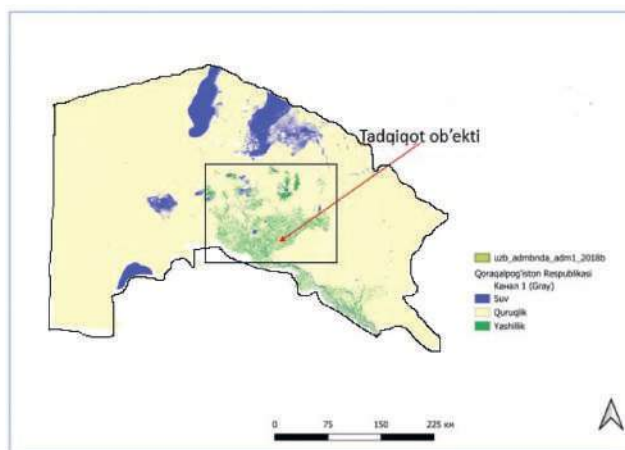 Tadqiqot ob'ekti
uzb_admbnda_adm1_2018b
Qoraqalpog'iston Respublikasi
Канал 1 (Gray)
Suv
Quruqlik
Yashillik
0 75 150 225 км